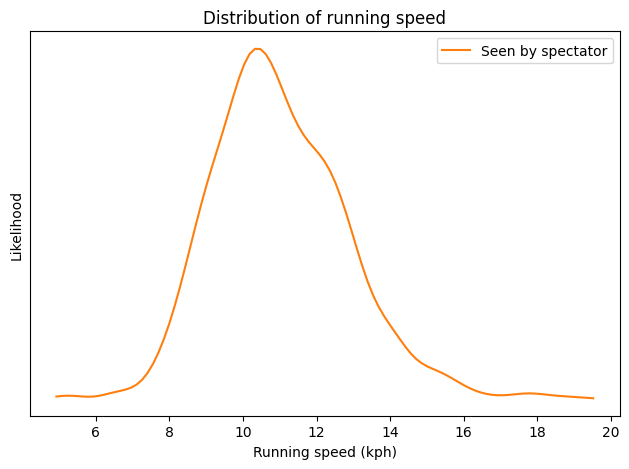 Distribution of running speed
Seen by spectator
Likelihood
6 8 10 12 14 16 18 20
Running speed (kph)